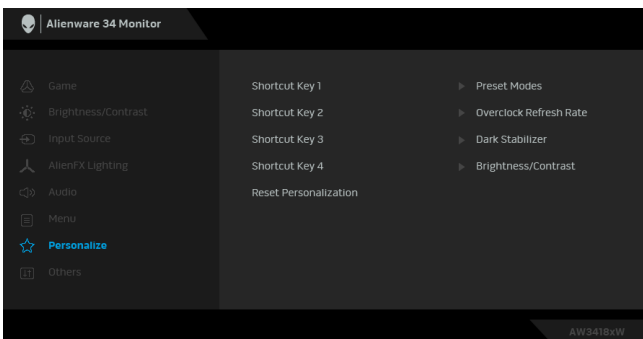 Alienware 34 Monitor
Game
Brightness/Contrast
Input Source
AlienFX Lighting
Audio
Menu
Personalize
Others
Shortcut Key 1 Preset Modes
Shortcut Key 2 Overclock Refresh Rate
Shortcut Key 3 Dark Stabilizer
Shortcut Key 4 Brightness/Contrast
Reset Personalization
AW3418xW